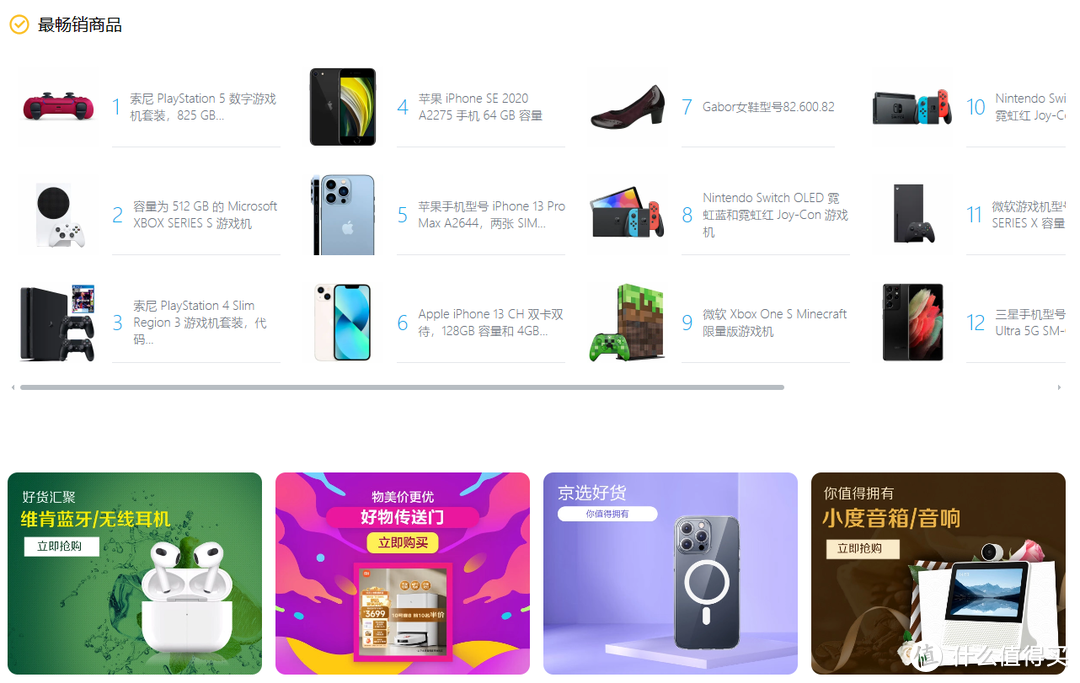 最畅销商品
1
索尼 PlayStation 5 数字游戏
机套装，825 GB...
2
容量为 512 GB 的 Microsoft
XBOX SERIES S 游戏机
3
索尼 PlayStation 4 Slim
Region 3 游戏机套装，代
码...
4
苹果 iPhone SE 2020
A2275 手机 64 GB 容量
5
苹果手机型号 iPhone 13 Pro
Max A2644，两张 SIM...
6
Apple iPhone 13 CH 双卡双
待，128GB 容量和 4GB...
7
Gabor女鞋型号82.600.82
8
Nintendo Switch OLED 霓
虹蓝和霓虹红 Joy-Con 游戏
机
9
微软 Xbox One S Minecraft
限量版游戏机
10
Nintendo Swi
霓虹红 Joy-Co
11
微软游戏机型号
SERIES X 容量
12
三星手机型号
Ultra 5G SM-
好货汇聚
维肯蓝牙/无线耳机
立即抢购
物美价更优
好物传送门
立即购买
3699
半价
京选好货
你值得拥有
你值得拥有
小度音箱/音响
立即抢购
值 什么值得买